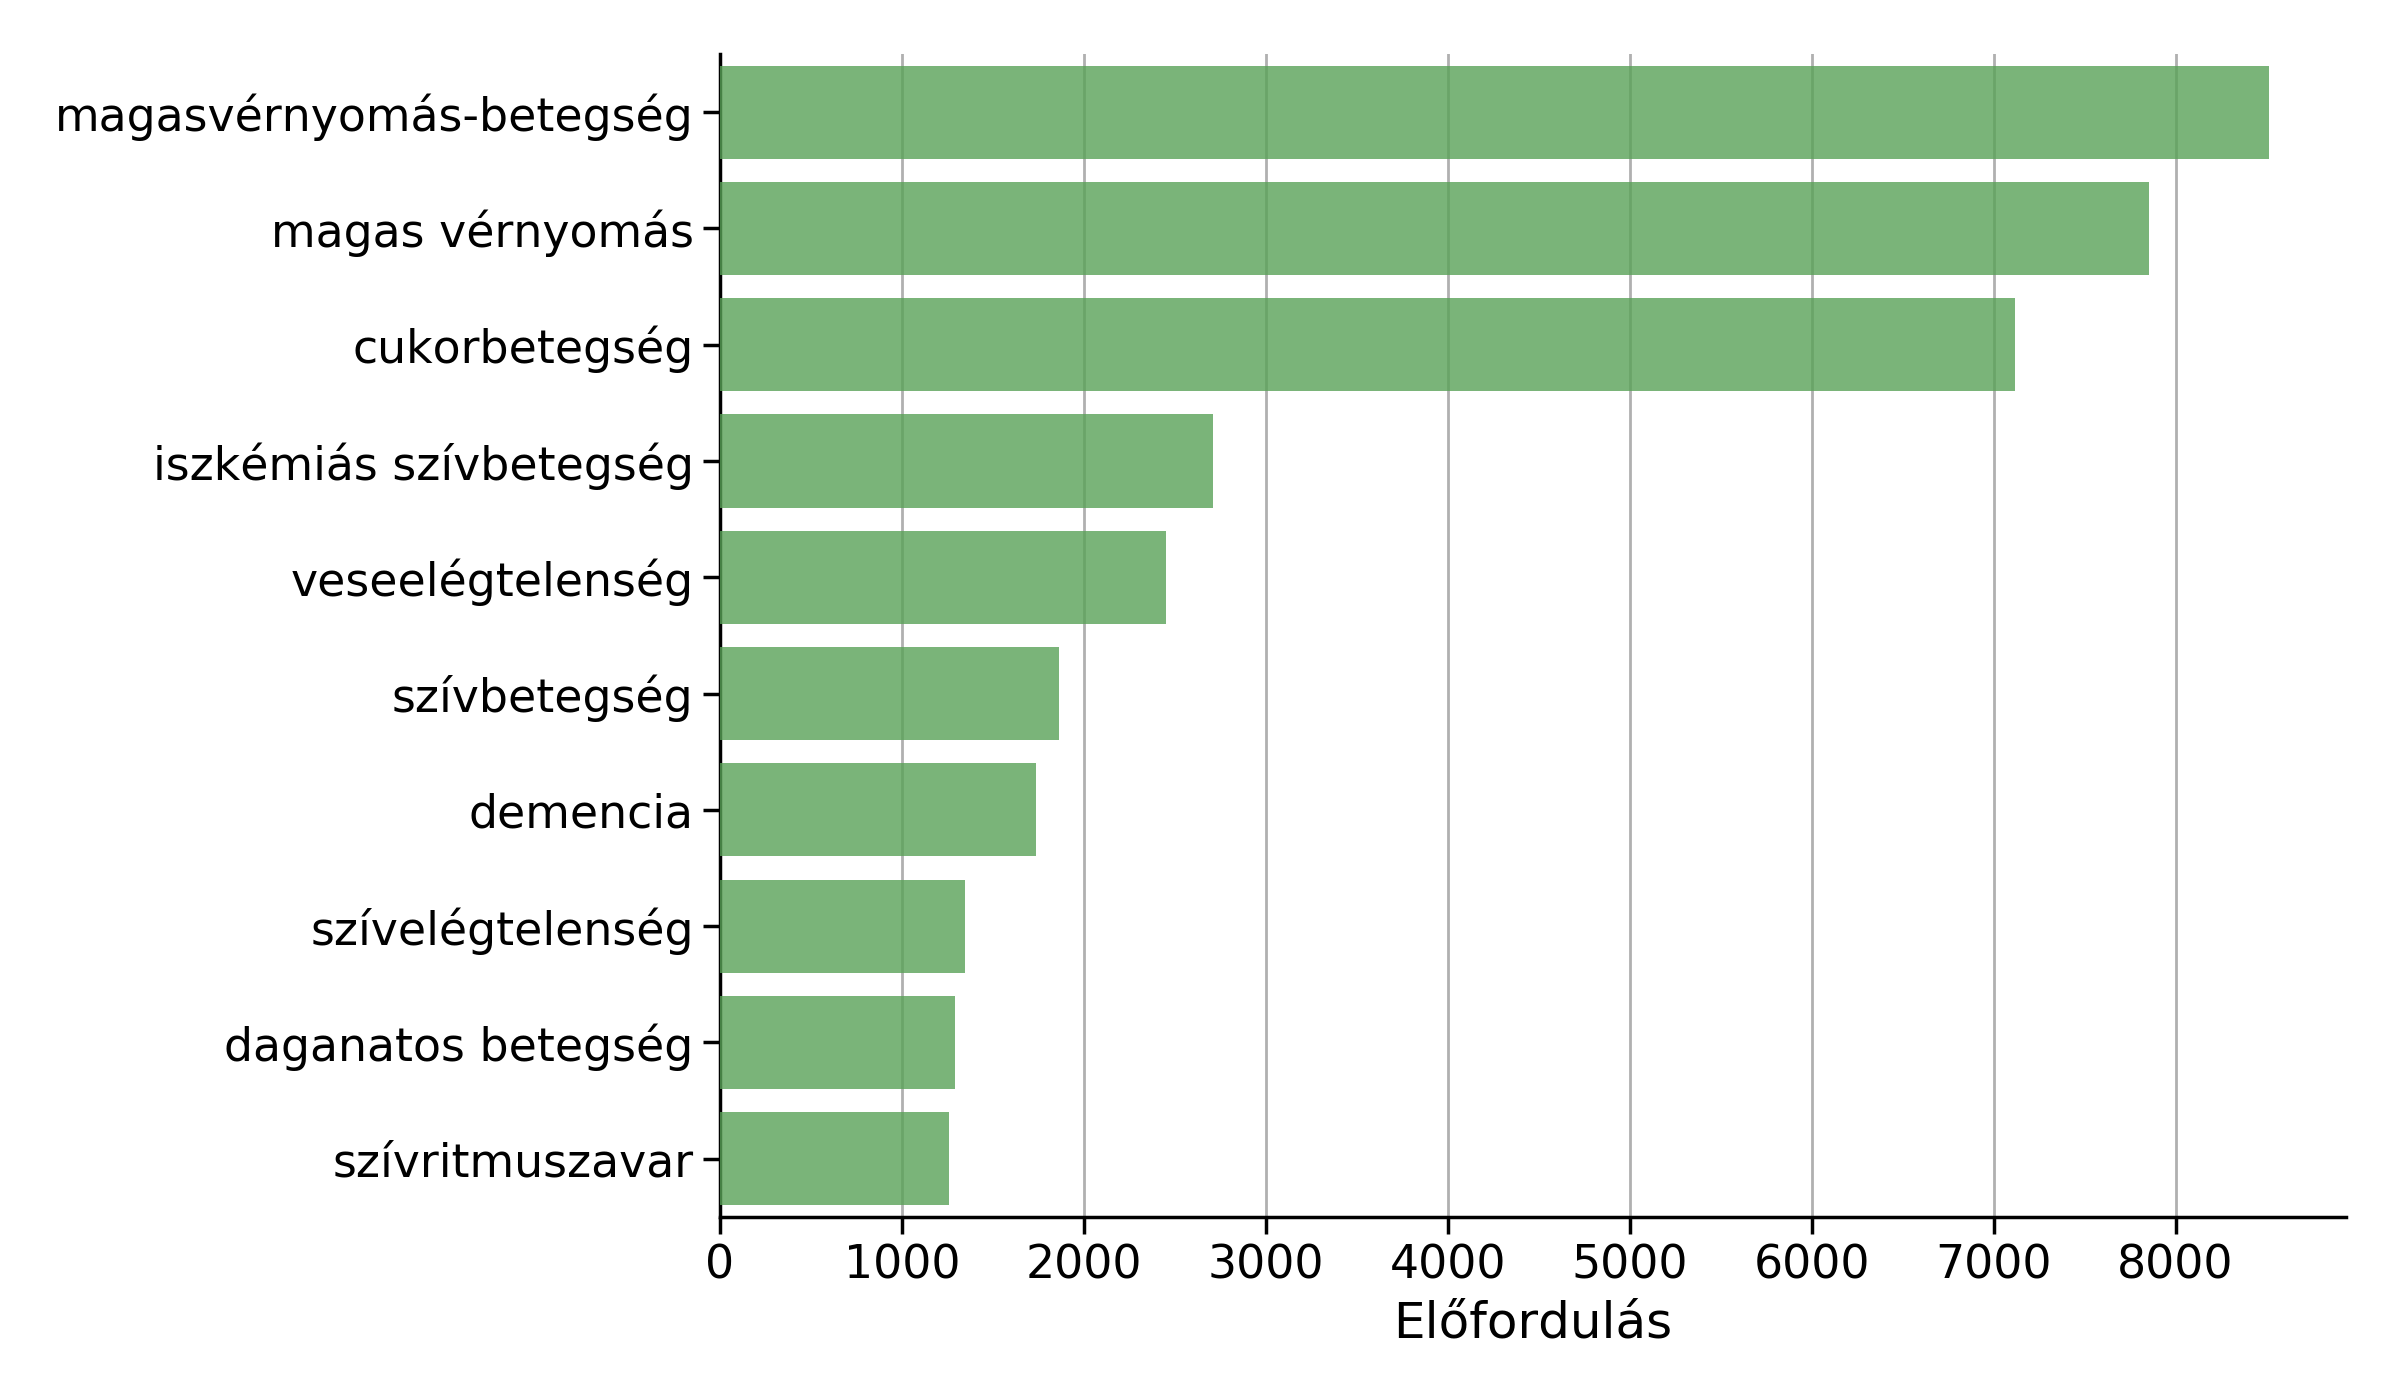 magasvérnyomás-betegség
magas vérnyomás
cukorbetegség
iszkémiás szívbetegség
veseelégtelenség
szívbetegség
demencia
szívelégtelenség
daganatos betegség
szívritmuszavar
0 1000 2000 3000 4000 5000 6000 7000 8000
Előfordulás